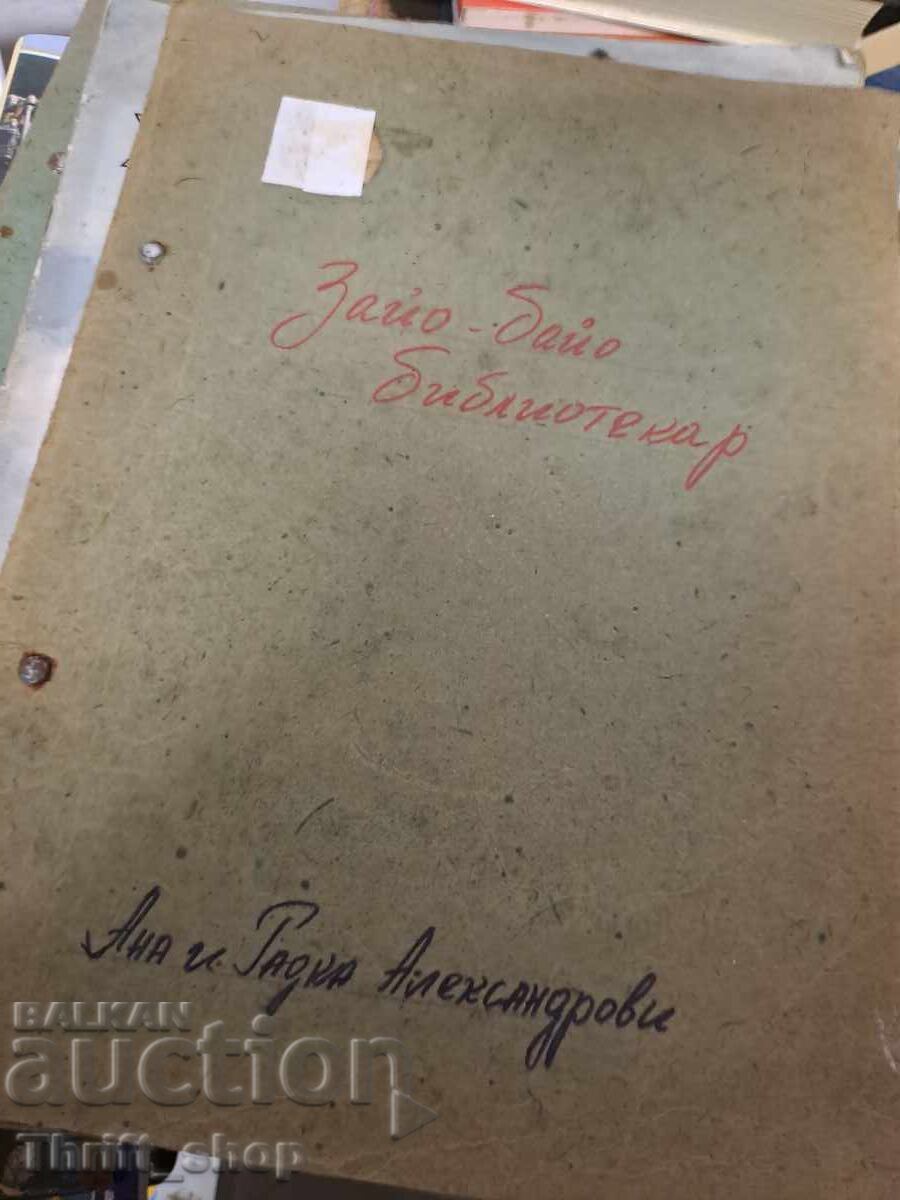 Зайо - байо
библиотекар
Ана и Радка Александрови
BALKAN
auction
Thrift_shop